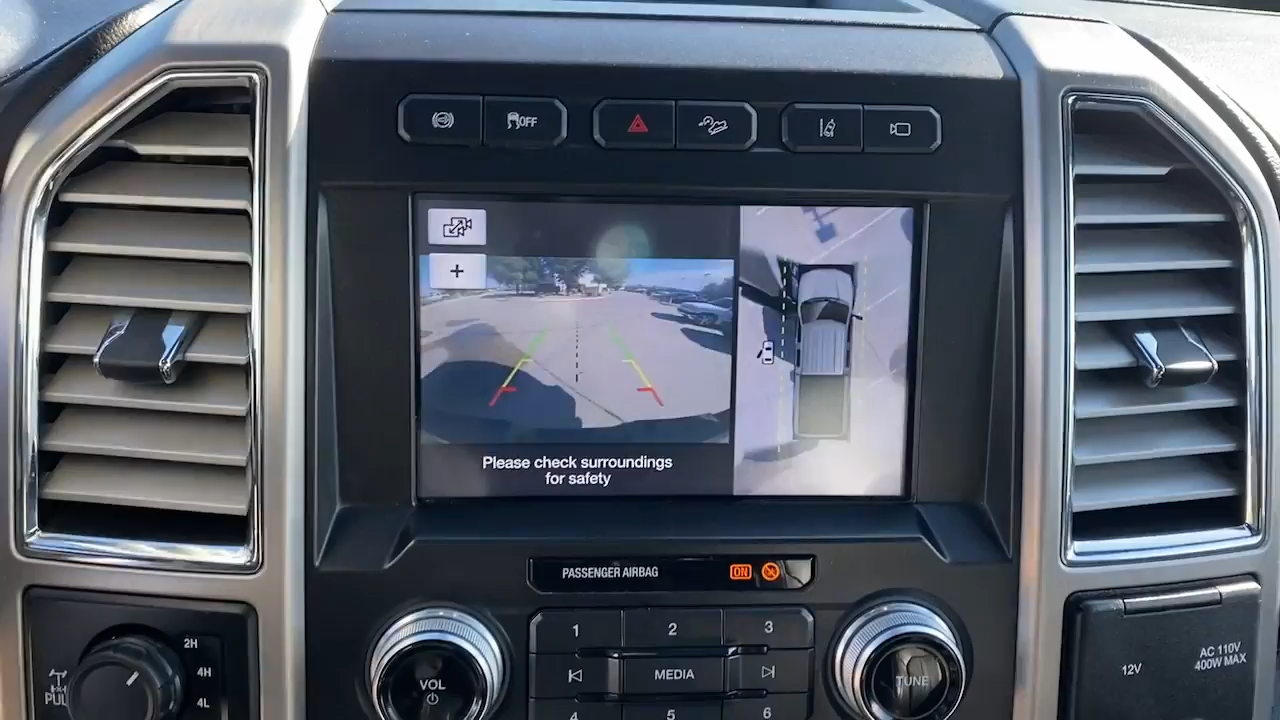 OFF
+
Please check surroundings
for safety
PASSENGER AIRBAG ON
1 2 3
MEDIA
4 5 6
VOL
TUNE
2H
4H
4L
PUL
12V
AC 110V
400W MAX